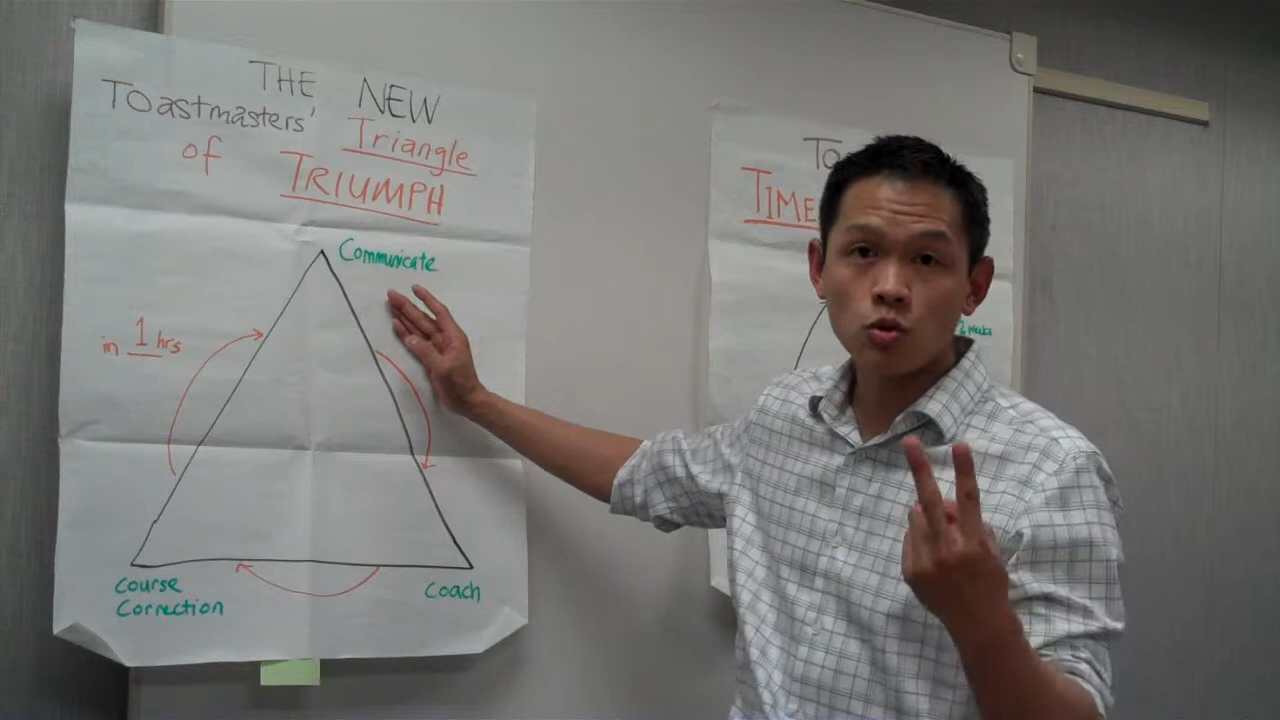 THE NEW
Toastmasters' Triangle
of TRIUMPH
Communicate
in 1 hrs
Course
Correction
Coach
To
TIME
2 weeks